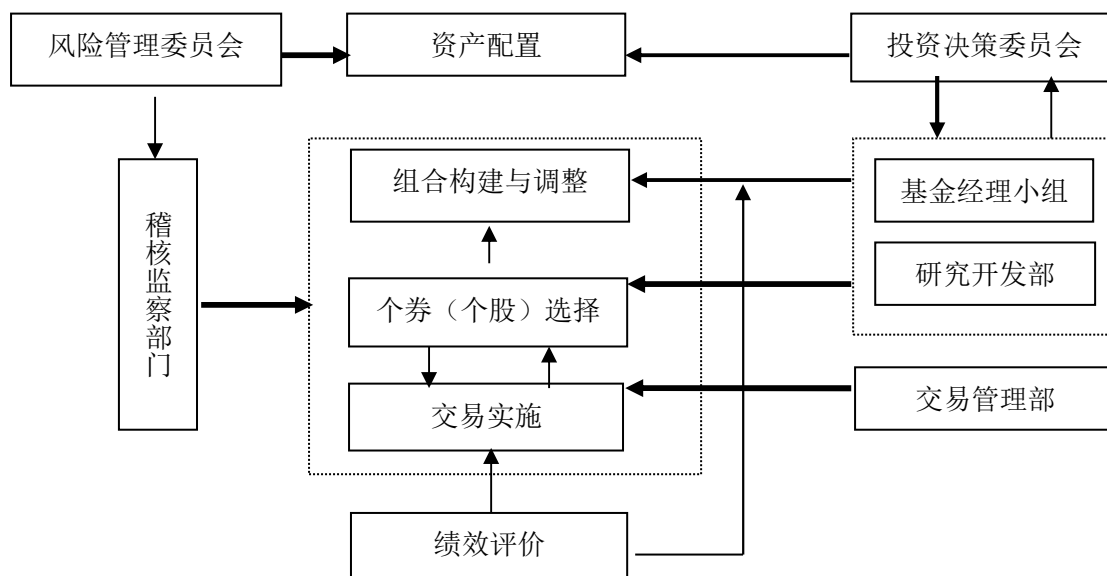 风险管理委员会
资产配置
投资决策委员会
组合构建与调整
基金经理小组
稽核监察部门
研究开发部
个券（个股）选择
交易实施
交易管理部
绩效评价